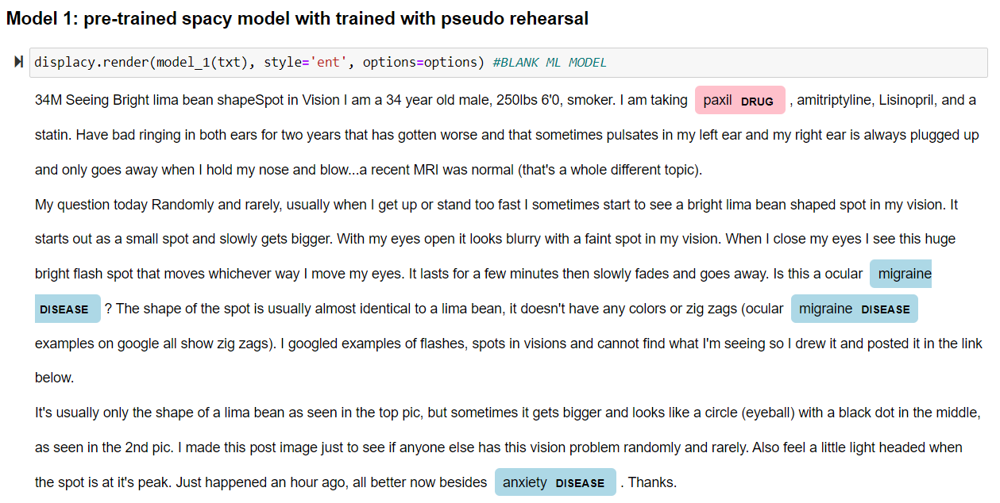 Model 1: pre-trained spacy model with trained with pseudo rehearsal
displacy.render(model_1(txt), style='ent', options=options) #BLANK ML MODEL
34M Seeing Bright lima bean shapeSpot in Vision I am a 34 year old male, 250lbs 6'0, smoker. I am taking paxil DRUG , amitriptyline, Lisinopril, and a
statin. Have bad ringing in both ears for two years that has gotten worse and that sometimes pulsates in my left ear and my right ear is always plugged up
and only goes away when I hold my nose and blow...a recent MRI was normal (that's a whole different topic).
My question today Randomly and rarely, usually when I get up or stand too fast I sometimes start to see a bright lima bean shaped spot in my vision. It
starts out as a small spot and slowly gets bigger. With my eyes open it looks blurry with a faint spot in my vision. When I close my eyes I see this huge
bright flash spot that moves whichever way I move my eyes. It lasts for a few minutes then slowly fades and goes away. Is this a ocular migraine
DISEASE ? The shape of the spot is usually almost identical to a lima bean, it doesn't have any colors or zig zags (ocular migraine DISEASE
examples on google all show zig zags). I googled examples of flashes, spots in visions and cannot find what I'm seeing so I drew it and posted it in the link
below.
It's usually only the shape of a lima bean as seen in the top pic, but sometimes it gets bigger and looks like a circle (eyeball) with a black dot in the middle,
as seen in the 2nd pic. I made this post image just to see if anyone else has this vision problem randomly and rarely. Also feel a little light headed when
the spot is at it's peak. Just happened an hour ago, all better now besides anxiety DISEASE . Thanks.